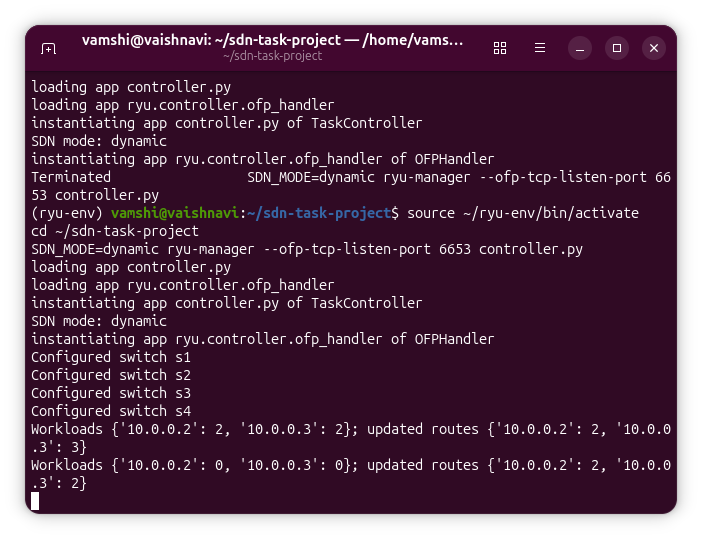 vamshi@vaishnavi: ~/sdn-task-project — /home/vams…
~/sdn-task-project
loading app controller.py
loading app ryu.controller.ofp_handler
instantiating app controller.py of TaskController
SDN mode: dynamic
instantiating app ryu.controller.ofp_handler of OFPHandler
Terminated                 SDN_MODE=dynamic ryu-manager --ofp-tcp-listen-port 66
53 controller.py
(ryu-env) vamshi@vaishnavi:~/sdn-task-project$ source ~/ryu-env/bin/activate
cd ~/sdn-task-project
SDN_MODE=dynamic ryu-manager --ofp-tcp-listen-port 6653 controller.py
loading app controller.py
loading app ryu.controller.ofp_handler
instantiating app controller.py of TaskController
SDN mode: dynamic
instantiating app ryu.controller.ofp_handler of OFPHandler
Configured switch s1
Configured switch s2
Configured switch s3
Configured switch s4
Workloads {'10.0.0.2': 2, '10.0.0.3': 2}; updated routes {'10.0.0.2': 2, '10.0.0
.3': 3}
Workloads {'10.0.0.2': 0, '10.0.0.3': 0}; updated routes {'10.0.0.2': 2, '10.0.0
.3': 2}